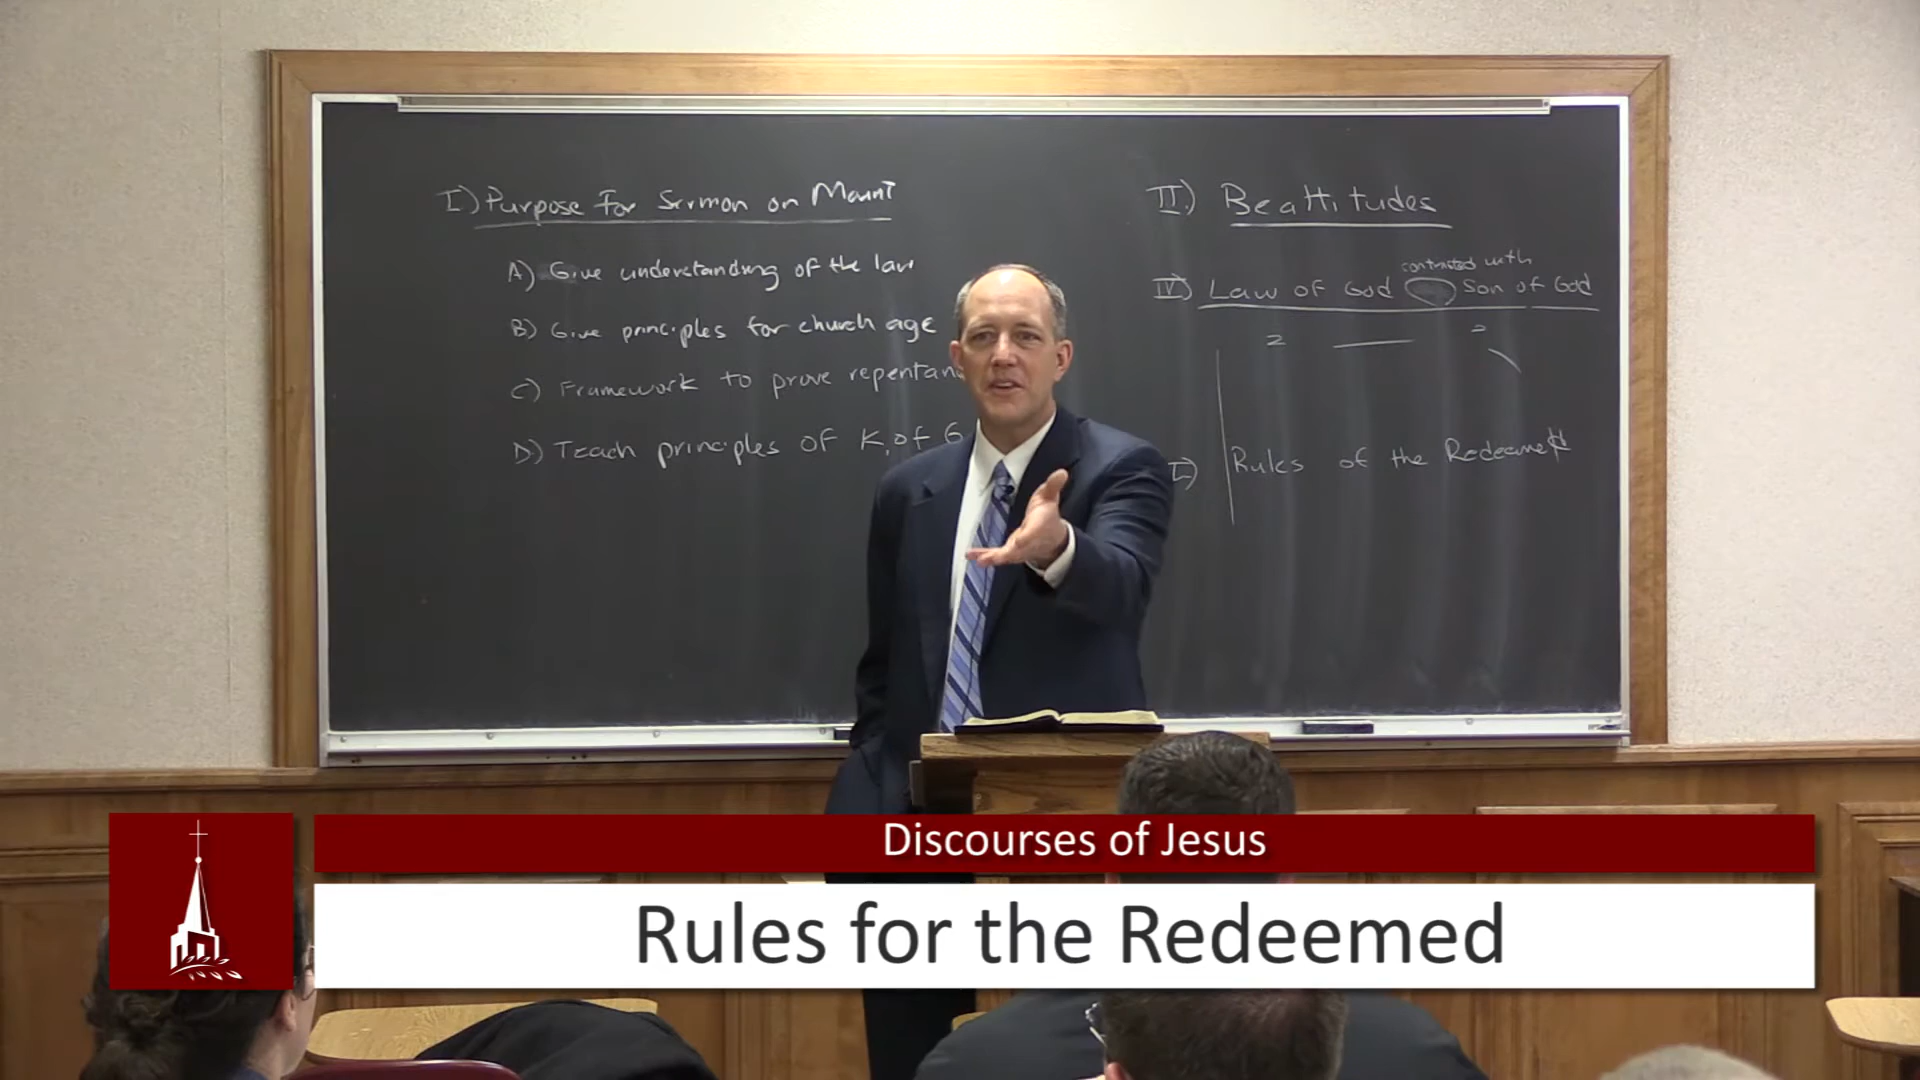 I.) Purpose for Sermon on Mount
A) Give understanding of the law
B) Give principles for church age
C) Framework to prove repentan
D.) Teach principles of K. of G
II.) Beattitudes
contrasted with
IV.) Law of God Son of God
Rules of the
Discourses of Jesus
Rules for the Redeemed